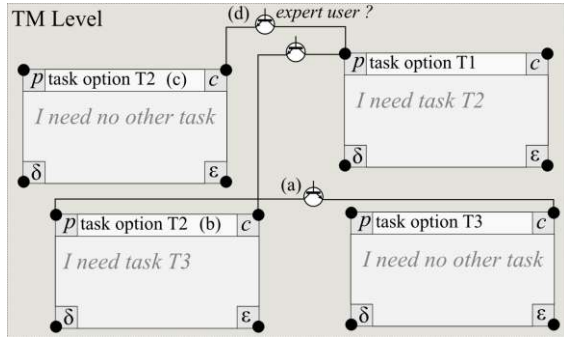 TM Level
(d) expert user ?
p task option T2 (c) c
I need no other task
δ ε
p task option T1 c
I need task T2
δ ε
(a)
p task option T2 (b) c
I need task T3
δ ε
p task option T3 c
I need no other task
δ ε